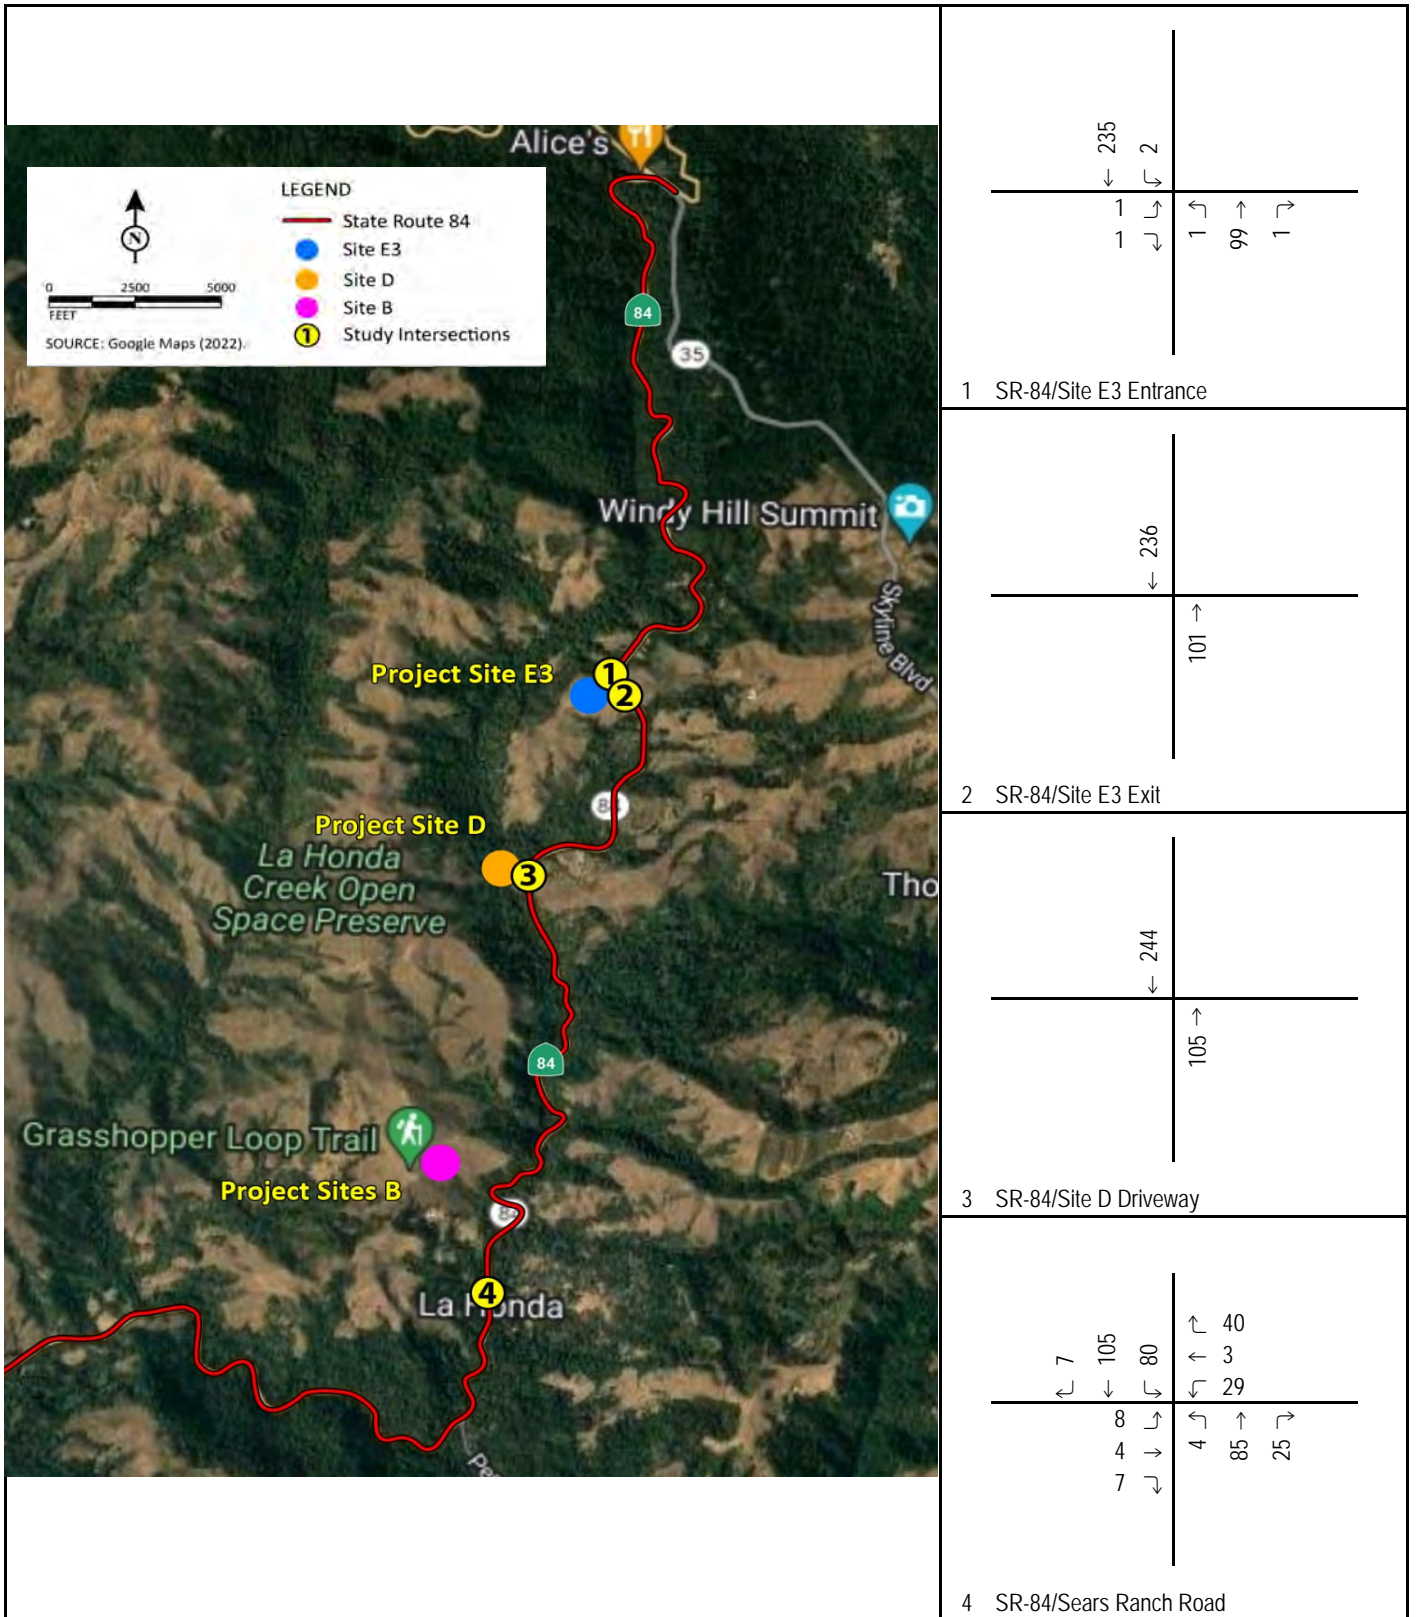 Alice's
N
0 2500 5000
FEET
SOURCE: Google Maps (2022).
LEGEND
State Route 84
Site E3
Site D
Site B
1 Study Intersections
84
35
Windy Hill Summit
Skyline Blvd
Project Site E3
1
2
84
Project Site D
3
La Honda
Creek Open
Space Preserve
Tho
84
Grasshopper Loop Trail
Project Sites B
84
4
La Honda
Pes
235
2
1
1
1
99
1
1 SR-84/Site E3 Entrance
236
101
2 SR-84/Site E3 Exit
244
105
3 SR-84/Site D Driveway
7
105
80
40
3
29
8
4
7
4
85
25
4 SR-84/Sears Ranch Road